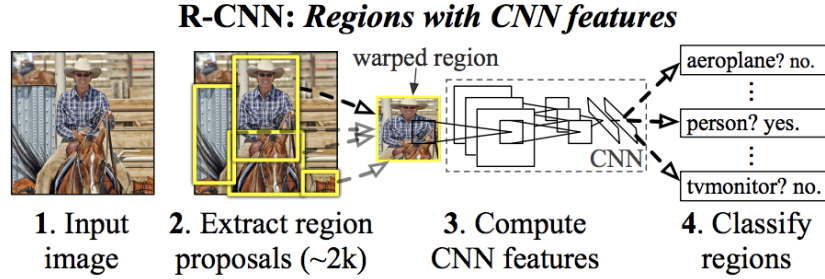 R-CNN: Regions with CNN features
warped region
aeroplane? no.
person? yes.
tvmonitor? no.
CNN
1. Input
image
2. Extract region
proposals (~2k)
3. Compute
CNN features
4. Classify
regions